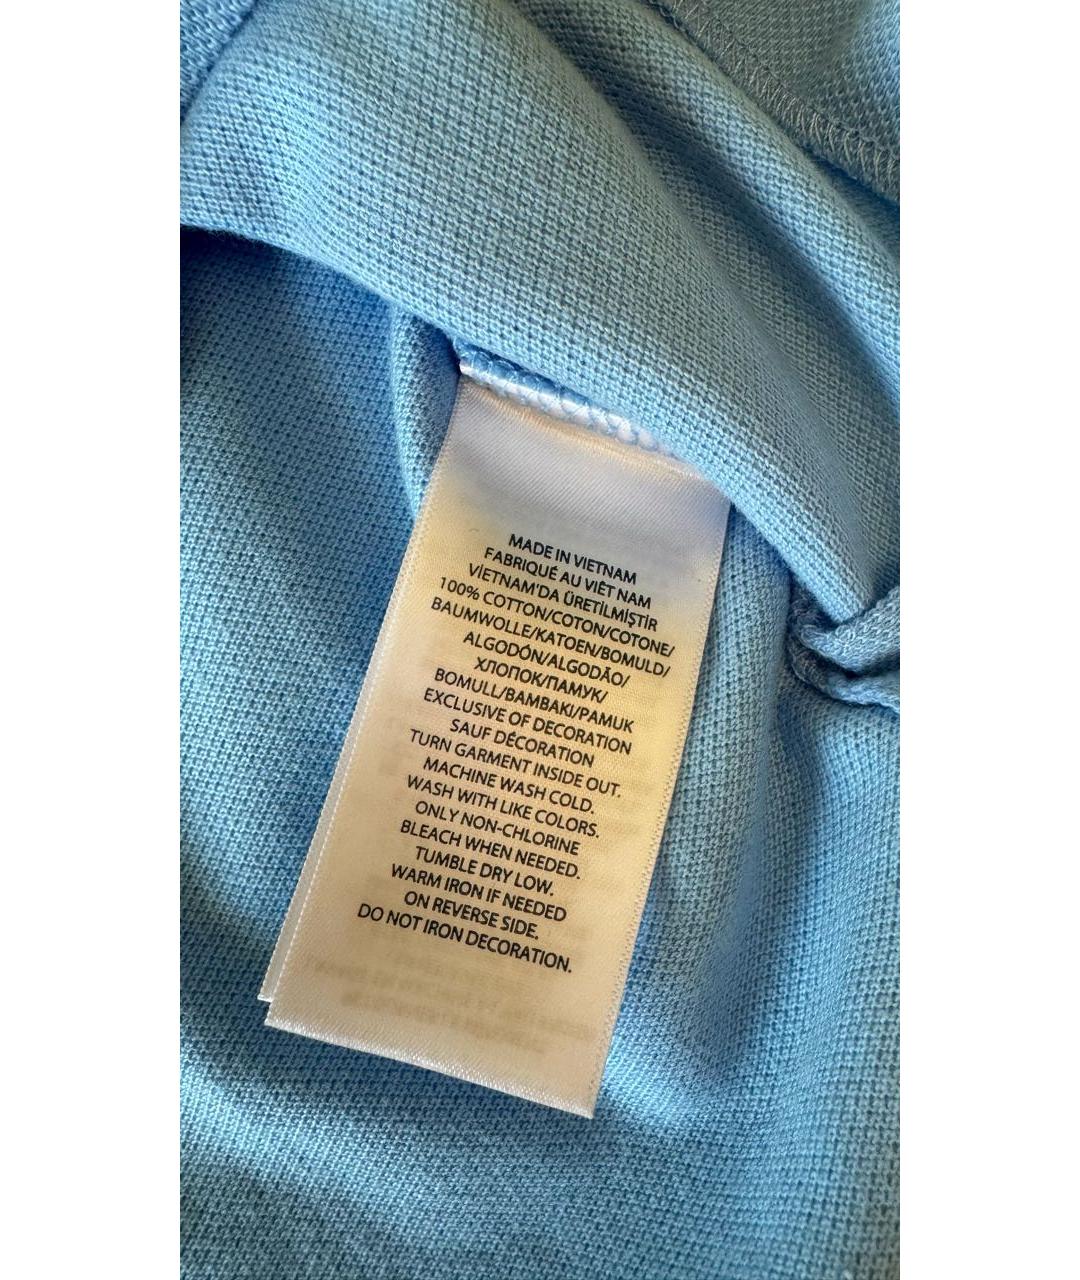 MADE IN VIETNAM
FABRIQUÉ AU VIÊT NAM
VİETNAM'DA ÜRETİLMİŞTİR
100% COTTON/COTON/COTONE/
BAUMWOLLE/KATOEN/BOMULD/
ALGODÓN/ALGODÃO/
ХЛОПОК/ПАМУК/
BOMULL/BAMBAKI/PAMUK
EXCLUSIVE OF DECORATION
SAUF DÉCORATION
TURN GARMENT INSIDE OUT.
MACHINE WASH COLD.
WASH WITH LIKE COLORS.
ONLY NON-CHLORINE
BLEACH WHEN NEEDED.
TUMBLE DRY LOW.
WARM IRON IF NEEDED
ON REVERSE SIDE.
DO NOT IRON DECORATION.